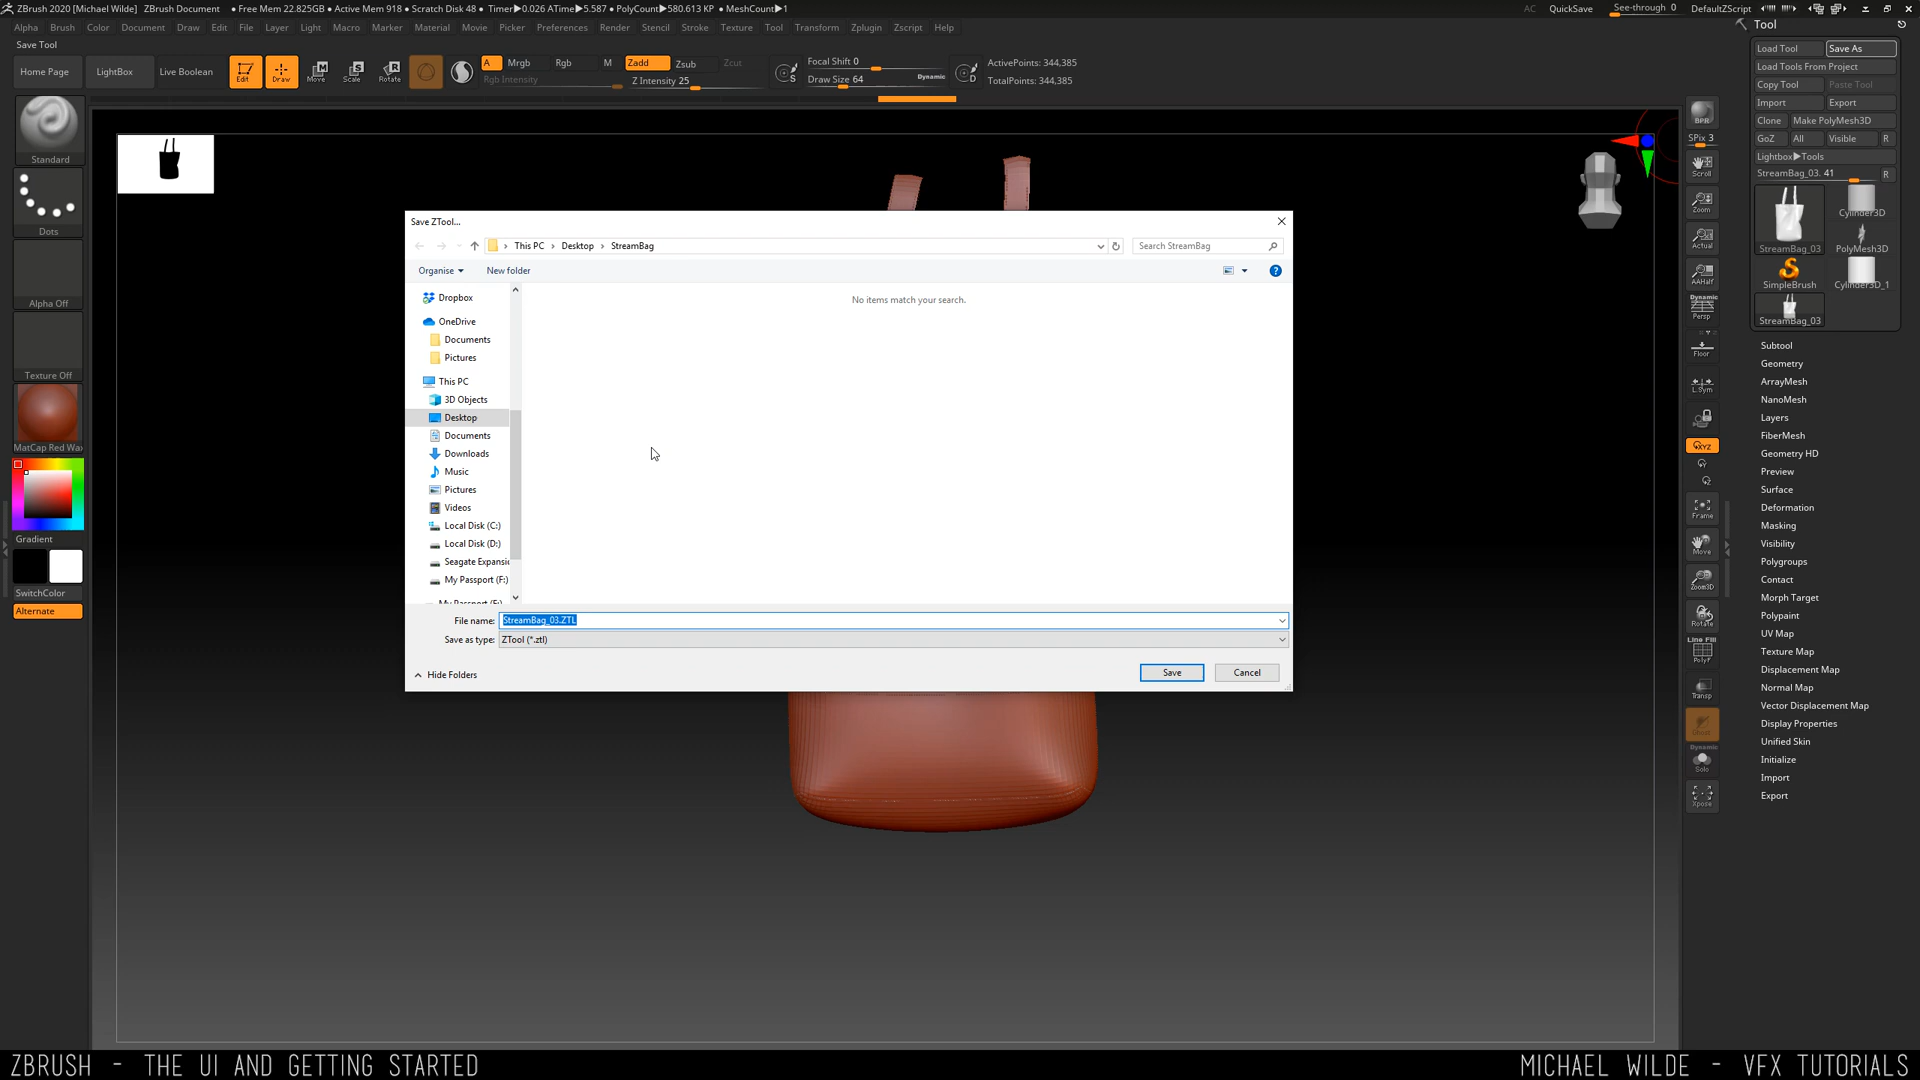 ZBrush 2020 [Michael Wilde] ZBrush Document • Free Mem 22.825GB • Active Mem 918 • Scratch Disk 48 • Timer▶0.026 ATime▶5.587 • PolyCount▶580.613 KP • MeshCount▶1 AC QuickSave See-through 0 DefaultZScript
Alpha Brush Color Document Draw Edit File Layer Light Macro Marker Material Movie Picker Preferences Render Stencil Stroke Texture Tool Transform Zplugin Zscript Help
Save Tool
Home Page LightBox Live Boolean Edit Draw Move Scale Rotate
A Mrgb Rgb M Zadd Zsub Zcut
Rgb Intensity Z Intensity 25
Focal Shift 0
Draw Size 64 Dynamic
ActivePoints: 344,385
TotalPoints: 344,385
Standard
Dots
Alpha Off
Texture Off
MatCap Red Wax
Gradient
SwitchColor
Alternate
Save ZTool...
This PC > Desktop > StreamBag
Search StreamBag
Organise New folder
No items match your search.
Dropbox
OneDrive
Documents
Pictures
This PC
3D Objects
Desktop
Documents
Downloads
Music
Pictures
Videos
Local Disk (C:)
Local Disk (D:)
Seagate Expansi
My Passport (F:)
File name: StreamBag_03.ZTL
Save as type: ZTool (*.ztl)
Hide Folders Save Cancel
BPR
SPix 3
Scroll
Zoom
Actual
AAHalf
Dynamic
Persp
Floor
L.Sym
XYZ
Frame
Move
Zoom3D
Rotate
Line Fill
PolyF
Transp
Ghost
Dynamic
Solo
Xpose
Tool
Load Tool Save As
Load Tools From Project
Copy Tool Paste Tool
Import Export
Clone Make PolyMesh3D
GoZ All Visible R
Lightbox▶Tools
StreamBag_03. 41 R
StreamBag_03 Cylinder3D
PolyMesh3D
SimpleBrush Cylinder3D_1
StreamBag_03
Subtool
Geometry
ArrayMesh
NanoMesh
Layers
FiberMesh
Geometry HD
Preview
Surface
Deformation
Masking
Visibility
Polygroups
Contact
Morph Target
Polypaint
UV Map
Texture Map
Displacement Map
Normal Map
Vector Displacement Map
Display Properties
Unified Skin
Initialize
Import
Export
ZBRUSH - THE UI AND GETTING STARTED
MICHAEL WILDE - VFX TUTORIALS